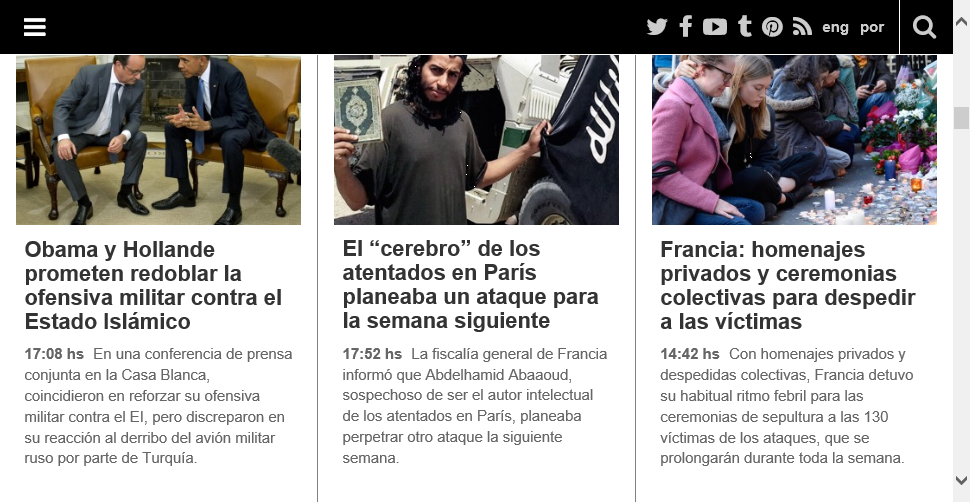 eng por
Obama y Hollande
prometen redoblar la
ofensiva militar contra el
Estado Islámico
17:08 hs En una conferencia de prensa
conjunta en la Casa Blanca,
coincidieron en reforzar su ofensiva
militar contra el EI, pero discreparon en
su reacción al derribo del avión militar
ruso por parte de Turquía.
El “cerebro” de los
atentados en París
planeaba un ataque para
la semana siguiente
17:52 hs La fiscalía general de Francia
informó que Abdelhamid Abaaoud,
sospechoso de ser el autor intelectual
de los atentados en París, planeaba
perpetrar otro ataque la siguiente
semana.
Francia: homenajes
privados y ceremonias
colectivas para despedir
a las víctimas
14:42 hs Con homenajes privados y
despedidas colectivas, Francia detuvo
su habitual ritmo febril para las
ceremonias de sepultura a las 130
víctimas de los ataques, que se
prolongarán durante toda la semana.